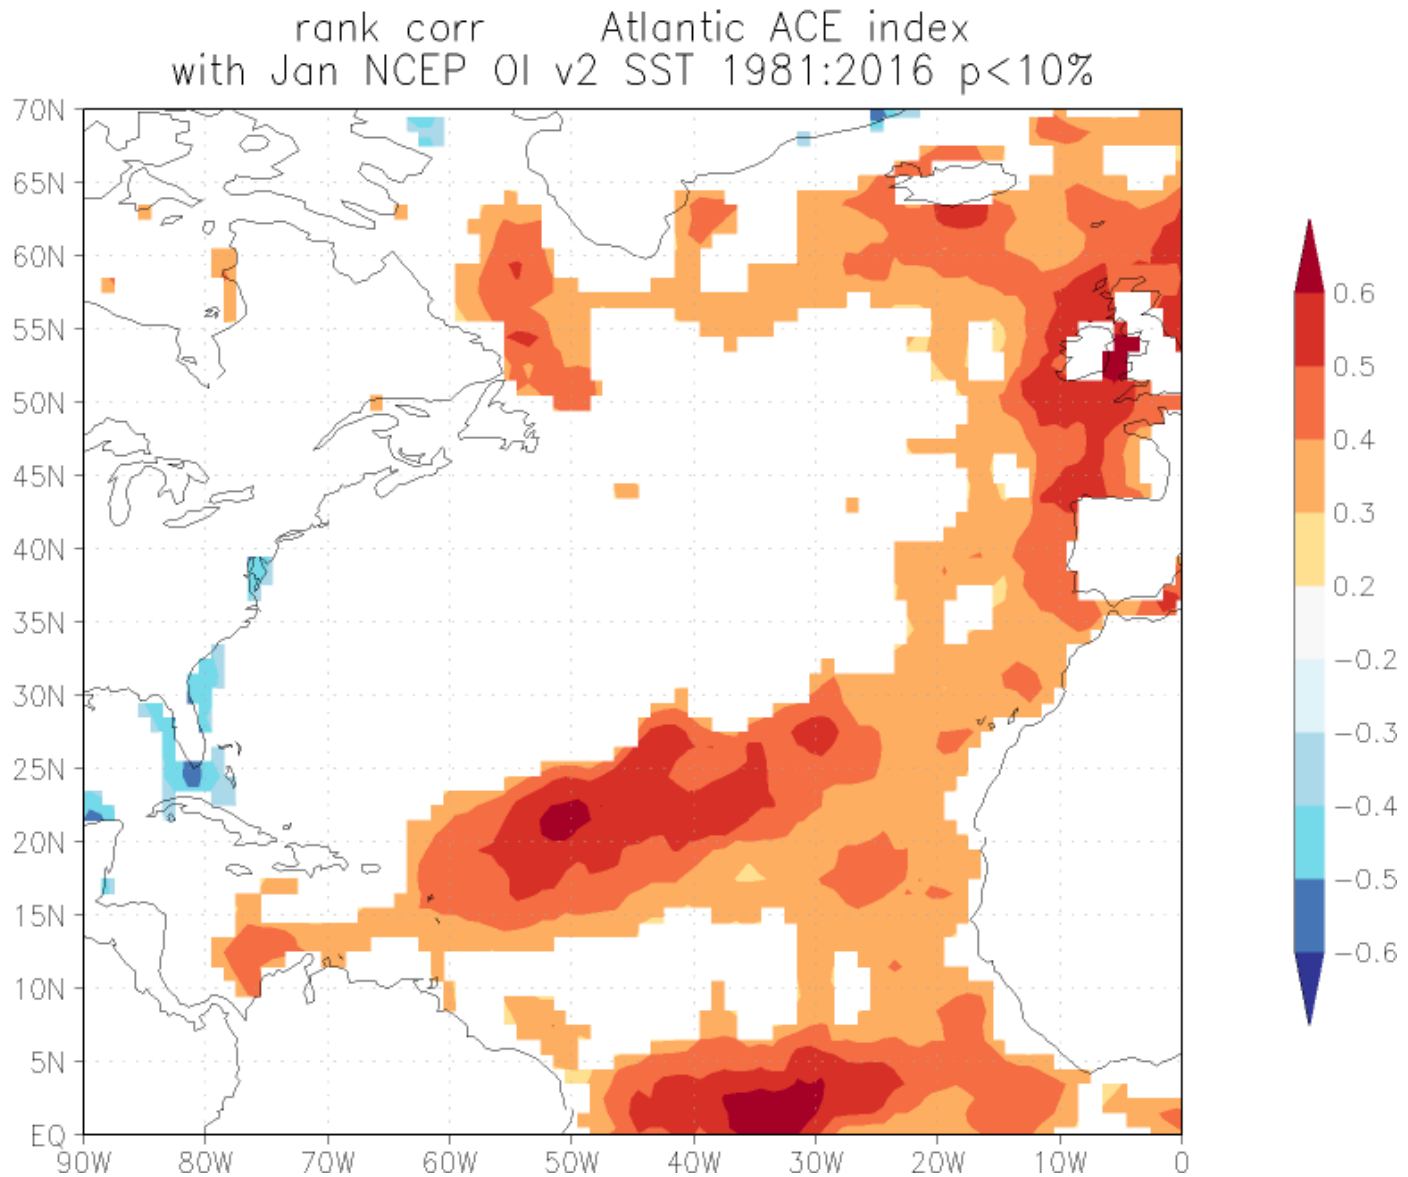 rank corr Atlantic ACE index
with Jan NCEP OI v2 SST 1981:2016 p<10%
70N
65N
60N
55N
50N
45N
40N
35N
30N
25N
20N
15N
10N
5N
EQ
90W 80W 70W 60W 50W 40W 30W 20W 10W 0
0.6
0.5
0.4
0.3
0.2
-0.2
-0.3
-0.4
-0.5
-0.6